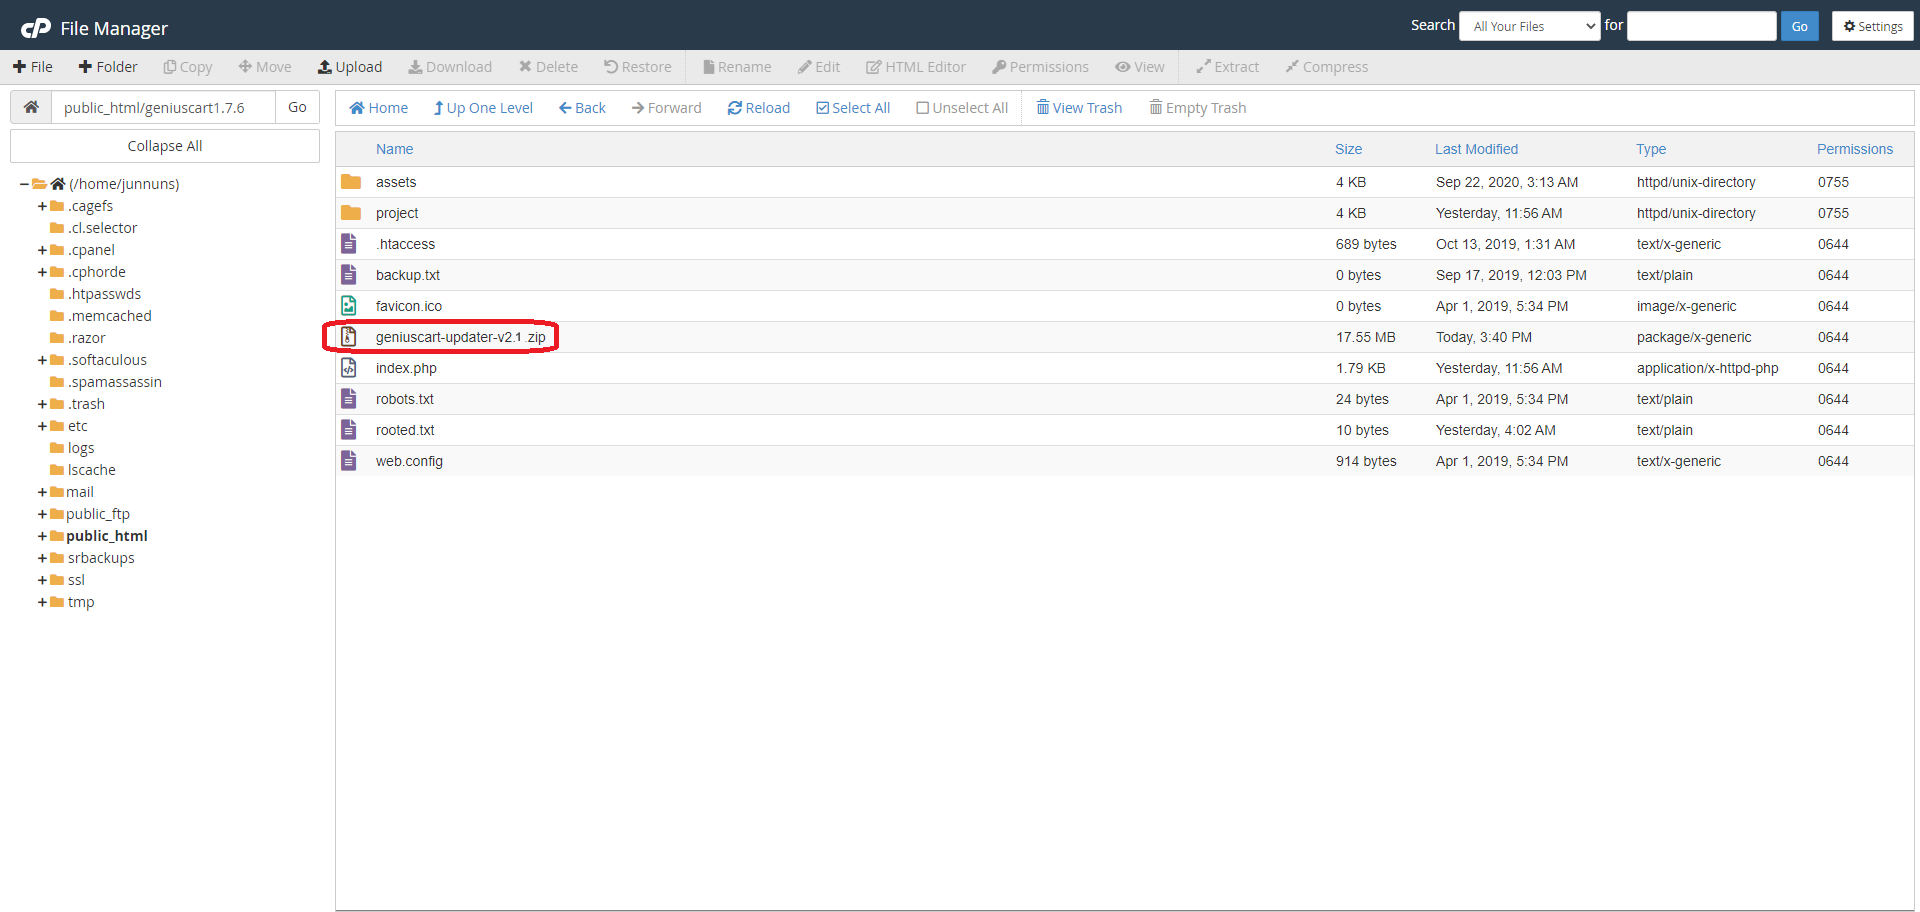 cP File Manager Search All Your Files for Go Settings
File Folder Copy Move Upload Download Delete Restore Rename Edit HTML Editor Permissions View Extract Compress
public_html/geniuscart1.7.6 Go
Home Up One Level Back Forward Reload Select All Unselect All View Trash Empty Trash
Collapse All
(/home/junnuns)
.cagefs
.cl.selector
.cpanel
.cphorde
.htpasswds
.memcached
.razor
.softaculous
.spamassassin
.trash
etc
logs
lscache
mail
public_ftp
public_html
srbackups
ssl
tmp
Name Size Last Modified Type Permissions
assets 4 KB Sep 22, 2020, 3:13 AM httpd/unix-directory 0755
project 4 KB Yesterday, 11:56 AM httpd/unix-directory 0755
.htaccess 689 bytes Oct 13, 2019, 1:31 AM text/x-generic 0644
backup.txt 0 bytes Sep 17, 2019, 12:03 PM text/plain 0644
favicon.ico 0 bytes Apr 1, 2019, 5:34 PM image/x-generic 0644
geniuscart-updater-v2.1.zip 17.55 MB Today, 3:40 PM package/x-generic 0644
index.php 1.79 KB Yesterday, 11:56 AM application/x-httpd-php 0644
robots.txt 24 bytes Apr 1, 2019, 5:34 PM text/plain 0644
rooted.txt 10 bytes Yesterday, 4:02 AM text/plain 0644
web.config 914 bytes Apr 1, 2019, 5:34 PM text/x-generic 0644